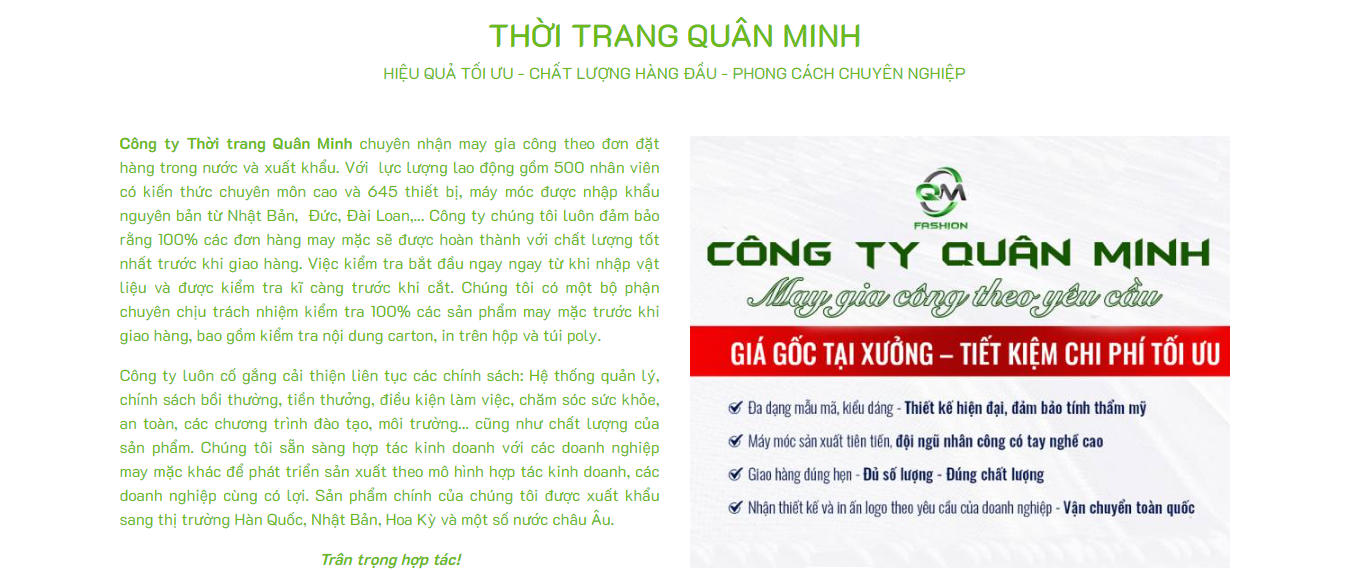 THỜI TRANG QUÂN MINH
HIỆU QUẢ TỐI ƯU - CHẤT LƯỢNG HÀNG ĐẦU - PHONG CÁCH CHUYÊN NGHIỆP
Công ty Thời trang Quân Minh chuyên nhận may gia công theo đơn đặt
hàng trong nước và xuất khẩu. Với lực lượng lao động gồm 500 nhân viên
có kiến thức chuyên môn cao và 645 thiết bị, máy móc được nhập khẩu
nguyên bản từ Nhật Bản, Đức, Đài Loan,... Công ty chúng tôi luôn đảm bảo
rằng 100% các đơn hàng may mặc sẽ được hoàn thành với chất lượng tốt
nhất trước khi giao hàng. Việc kiểm tra bắt đầu ngay ngay từ khi nhập vật
liệu và được kiểm tra kĩ càng trước khi cắt. Chúng tôi có một bộ phận
chuyên chịu trách nhiệm kiểm tra 100% các sản phẩm may mặc trước khi
giao hàng, bao gồm kiểm tra nội dung carton, in trên hộp và túi poly.
Công ty luôn cố gắng cải thiện liên tục các chính sách: Hệ thống quản lý,
chính sách bồi thường, tiền thưởng, điều kiện làm việc, chăm sóc sức khỏe,
an toàn, các chương trình đào tạo, môi trường... cũng như chất lượng của
sản phẩm. Chúng tôi sẵn sàng hợp tác kinh doanh với các doanh nghiệp
may mặc khác để phát triển sản xuất theo mô hình hợp tác kinh doanh, các
doanh nghiệp cùng có lợi. Sản phẩm chính của chúng tôi được xuất khẩu
sang thị trường Hàn Quốc, Nhật Bản, Hoa Kỳ và một số nước châu Âu.
Trân trọng hợp tác!
QM
FASHION
CÔNG TY QUÂN MINH
May gia công theo yêu cầu
GIÁ GỐC TẠI XƯỞNG – TIẾT KIỆM CHI PHÍ TỐI ƯU
Đa dạng mẫu mã, kiểu dáng - Thiết kế hiện đại, đảm bảo tính thẩm mỹ
Máy móc sản xuất tiên tiến, đội ngũ nhân công có tay nghề cao
Giao hàng đúng hẹn - Đủ số lượng - Đúng chất lượng
Nhận thiết kế và in ấn logo theo yêu cầu của doanh nghiệp - Vận chuyển toàn quốc